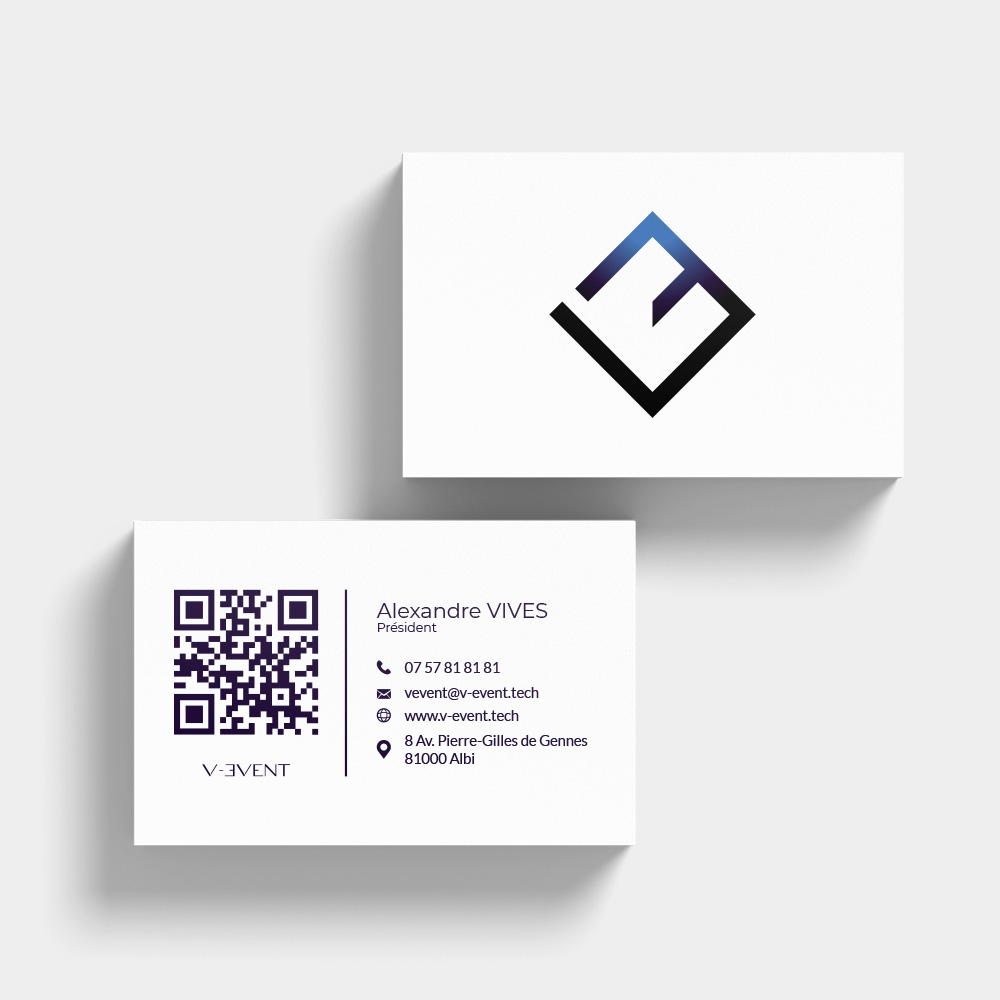 Alexandre VIVES
Président
07 57 81 81 81
vevent@v-event.tech
www.v-event.tech
8 Av. Pierre-Gilles de Gennes
81000 Albi
V-ƎVENT